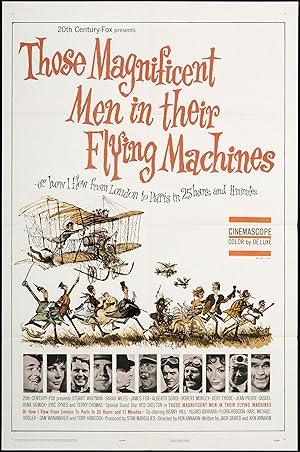 20th Century-Fox presents
Those Magnificent
Men in their
Flying Machines
or how I flew from London to Paris in 25 hours and 11 minutes
CINEMASCOPE
COLOR by DE LUXE
20th CENTURY-FOX presents STUART WHITMAN · SARAH MILES · JAMES FOX · ALBERTO SORDI · ROBERT MORLEY · GERT FROBE · JEAN-PIERRE CASSEL
IRINA DEMICH · ERIC SYKES and TERRY-THOMAS · Special Guest Star RED SKELTON in THOSE MAGNIFICENT MEN IN THEIR FLYING MACHINES
Or How I Flew From London To Paris In 25 Hours and 11 Minutes · Co-starring BENNY HILL · YUJIRO ISHIHARA · FLORA ROBSON · KARL MICHAEL
VOGLER · SAM WANAMAKER and TONY HANCOCK · Produced by STAN MARGULIES · Directed by KEN ANNAKIN · Written by JACK DAVIES and KEN ANNAKIN